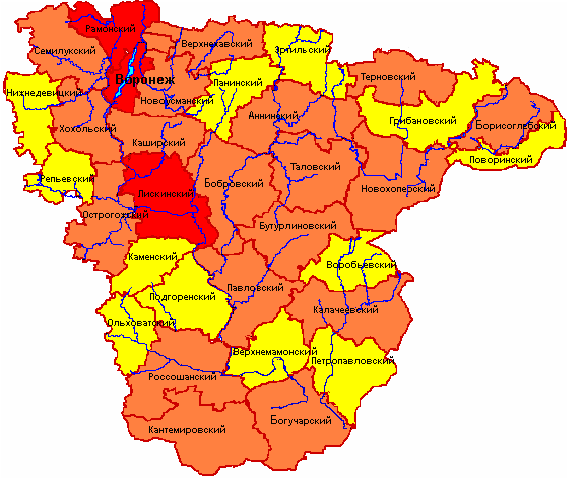 Рамонский
Семилукский
Верхнехавский
Эртильский
Воронеж
Терновский
Нижнедевицкий
Панинский
Новоусманский
Аннинский
Грибановский
Борисоглебский
Хохольский
Каширский
Поворинский
Репьевский
Таловский
Бобровский
Лискинский
Новохоперский
Острогожский
Бутурлиновский
Каменский
Воробьевский
Подгоренский
Павловский
Калачеевский
Ольховатский
Верхнемамонский
Петропавловский
Россошанский
Богучарский
Кантемировский